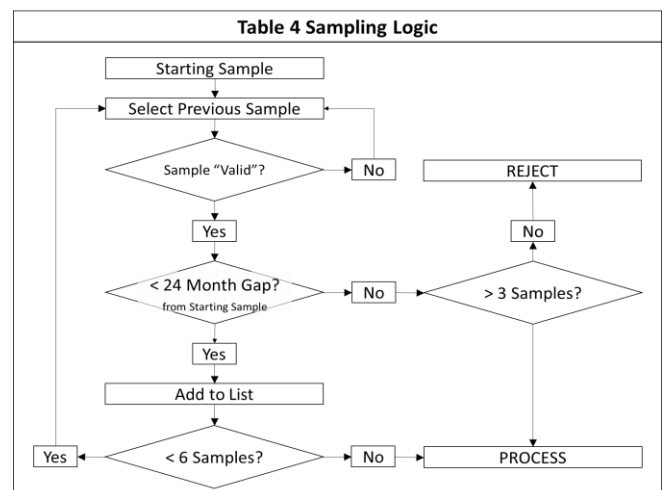 Table 4 Sampling Logic
Starting Sample
Select Previous Sample
Sample “Valid”?
No
REJECT
Yes
No
< 24 Month Gap?
from Starting Sample
No
> 3 Samples?
Yes
Add to List
Yes
< 6 Samples?
No
PROCESS